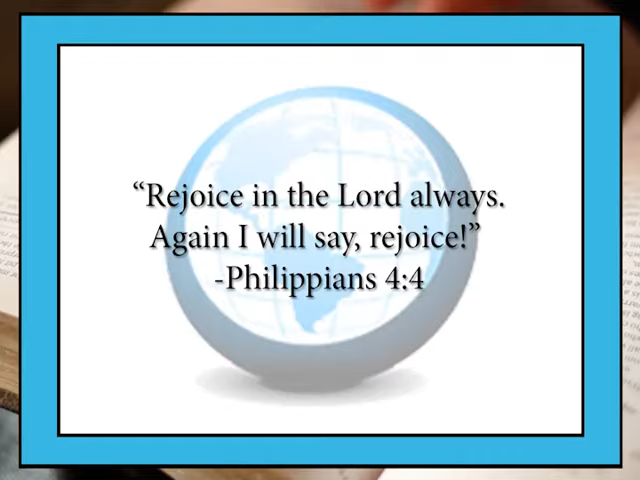 “Rejoice in the Lord always.
Again I will say, rejoice!”
-Philippians 4:4